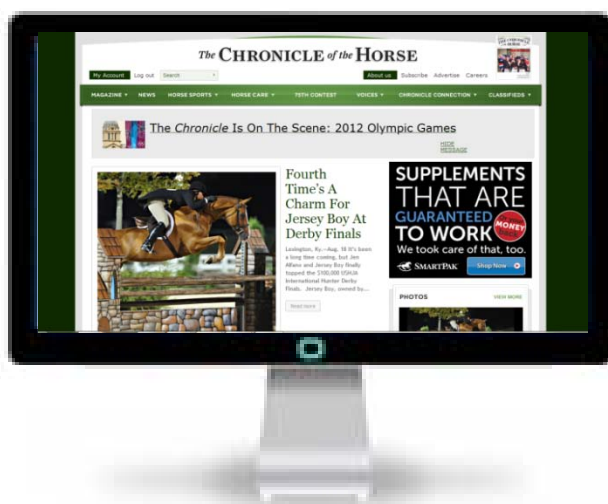 The CHRONICLE of the HORSE
My Account Log out Search
About us Subscribe Advertise Careers
MAGAZINE NEWS HORSE SPORTS HORSE CARE 75TH CONTEST VOICES CHRONICLE CONNECTION CLASSIFIEDS
The Chronicle Is On The Scene: 2012 Olympic Games
HIDE
MESSAGE
Fourth
Time's A
Charm For
Jersey Boy At
Derby Finals
Lexington, Ky.—Aug. 18 It's been
a long time coming, but Jen
Alfano and Jersey Boy finally
topped the $100,000 USHJA
International Hunter Derby
Finals. Jersey Boy, owned by...
Read more
SUPPLEMENTS
THAT ARE
GUARANTEED
TO WORK
MONEY
We took care of that, too.
SMARTPAK Shop Now
PHOTOS VIEW MORE